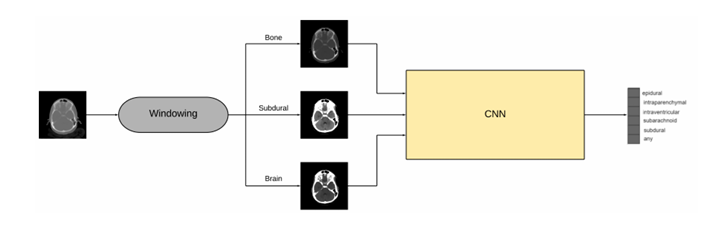 Bone
Windowing
Subdural
Brain
CNN
epidural
intraparenchymal
intraventricular
subarachnoid
subdural
any